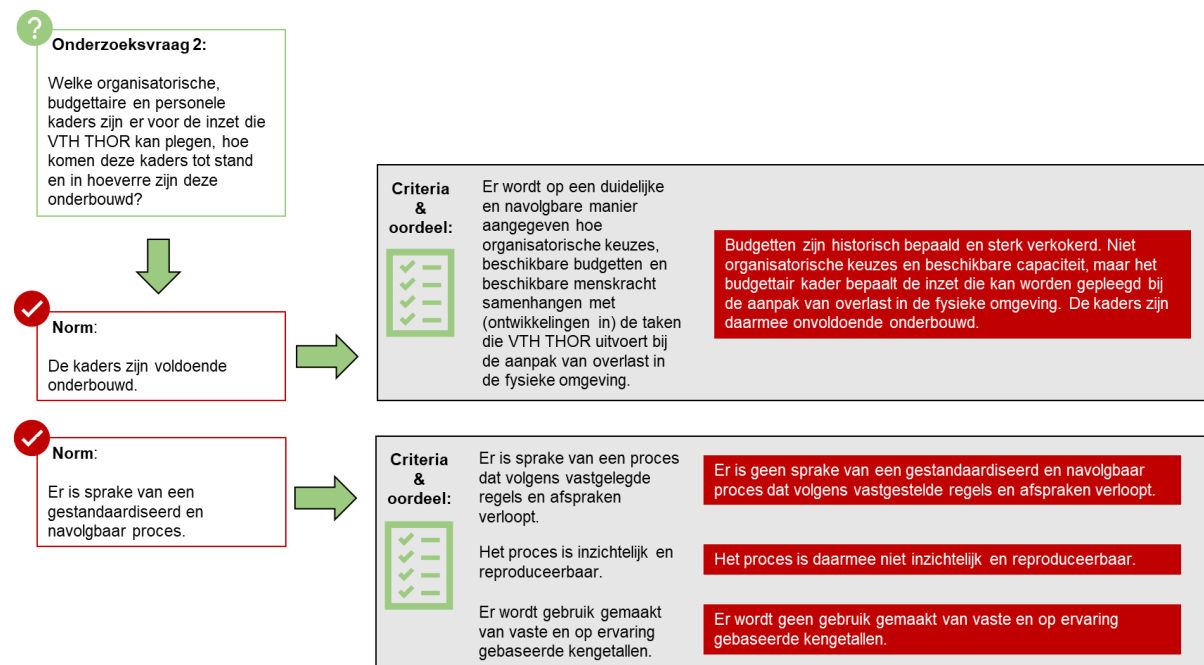 ?
Onderzoeksvraag 2:
Welke organisatorische,
budgettaire en personele
kaders zijn er voor de inzet die
VTH THOR kan plegen, hoe
komen deze kaders tot stand
en in hoeverre zijn deze
onderbouwd?
Norm:
De kaders zijn voldoende
onderbouwd.
Criteria
&
oordeel:
Er wordt op een duidelijke
en navolgbare manier
aangegeven hoe
organisatorische keuzes,
beschikbare budgetten en
beschikbare menskracht
samenhangen met
(ontwikkelingen in) de taken
die VTH THOR uitvoert bij
de aanpak van overlast in
de fysieke omgeving.
Budgetten zijn historisch bepaald en sterk verkokerd. Niet
organisatorische keuzes en beschikbare capaciteit, maar het
budgettair kader bepaalt de inzet die kan worden gepleegd bij
de aanpak van overlast in de fysieke omgeving. De kaders zijn
daarmee onvoldoende onderbouwd.
Norm:
Er is sprake van een
gestandaardiseerd en
navolgbaar proces.
Criteria
&
oordeel:
Er is sprake van een proces
dat volgens vastgelegde
regels en afspraken
verloopt.
Er is geen sprake van een gestandaardiseerd en navolgbaar
proces dat volgens vastgestelde regels en afspraken verloopt.
Het proces is inzichtelijk en
reproduceerbaar.
Het proces is daarmee niet inzichtelijk en reproduceerbaar.
Er wordt gebruik gemaakt
van vaste en op ervaring
gebaseerde kengetallen.
Er wordt geen gebruik gemaakt van vaste en op ervaring
gebaseerde kengetallen.